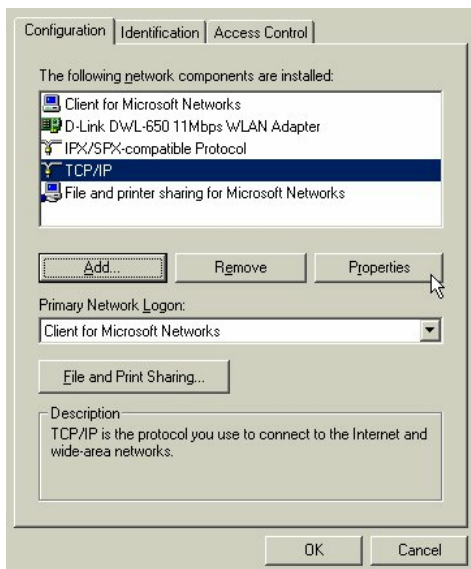 Configuration Identification Access Control
The following network components are installed:
Client for Microsoft Networks
D-Link DWL-650 11Mbps WLAN Adapter
IPX/SPX-compatible Protocol
TCP/IP
File and printer sharing for Microsoft Networks
Add... Remove Properties
Primary Network Logon:
Client for Microsoft Networks
File and Print Sharing...
Description
TCP/IP is the protocol you use to connect to the Internet and
wide-area networks.
OK Cancel